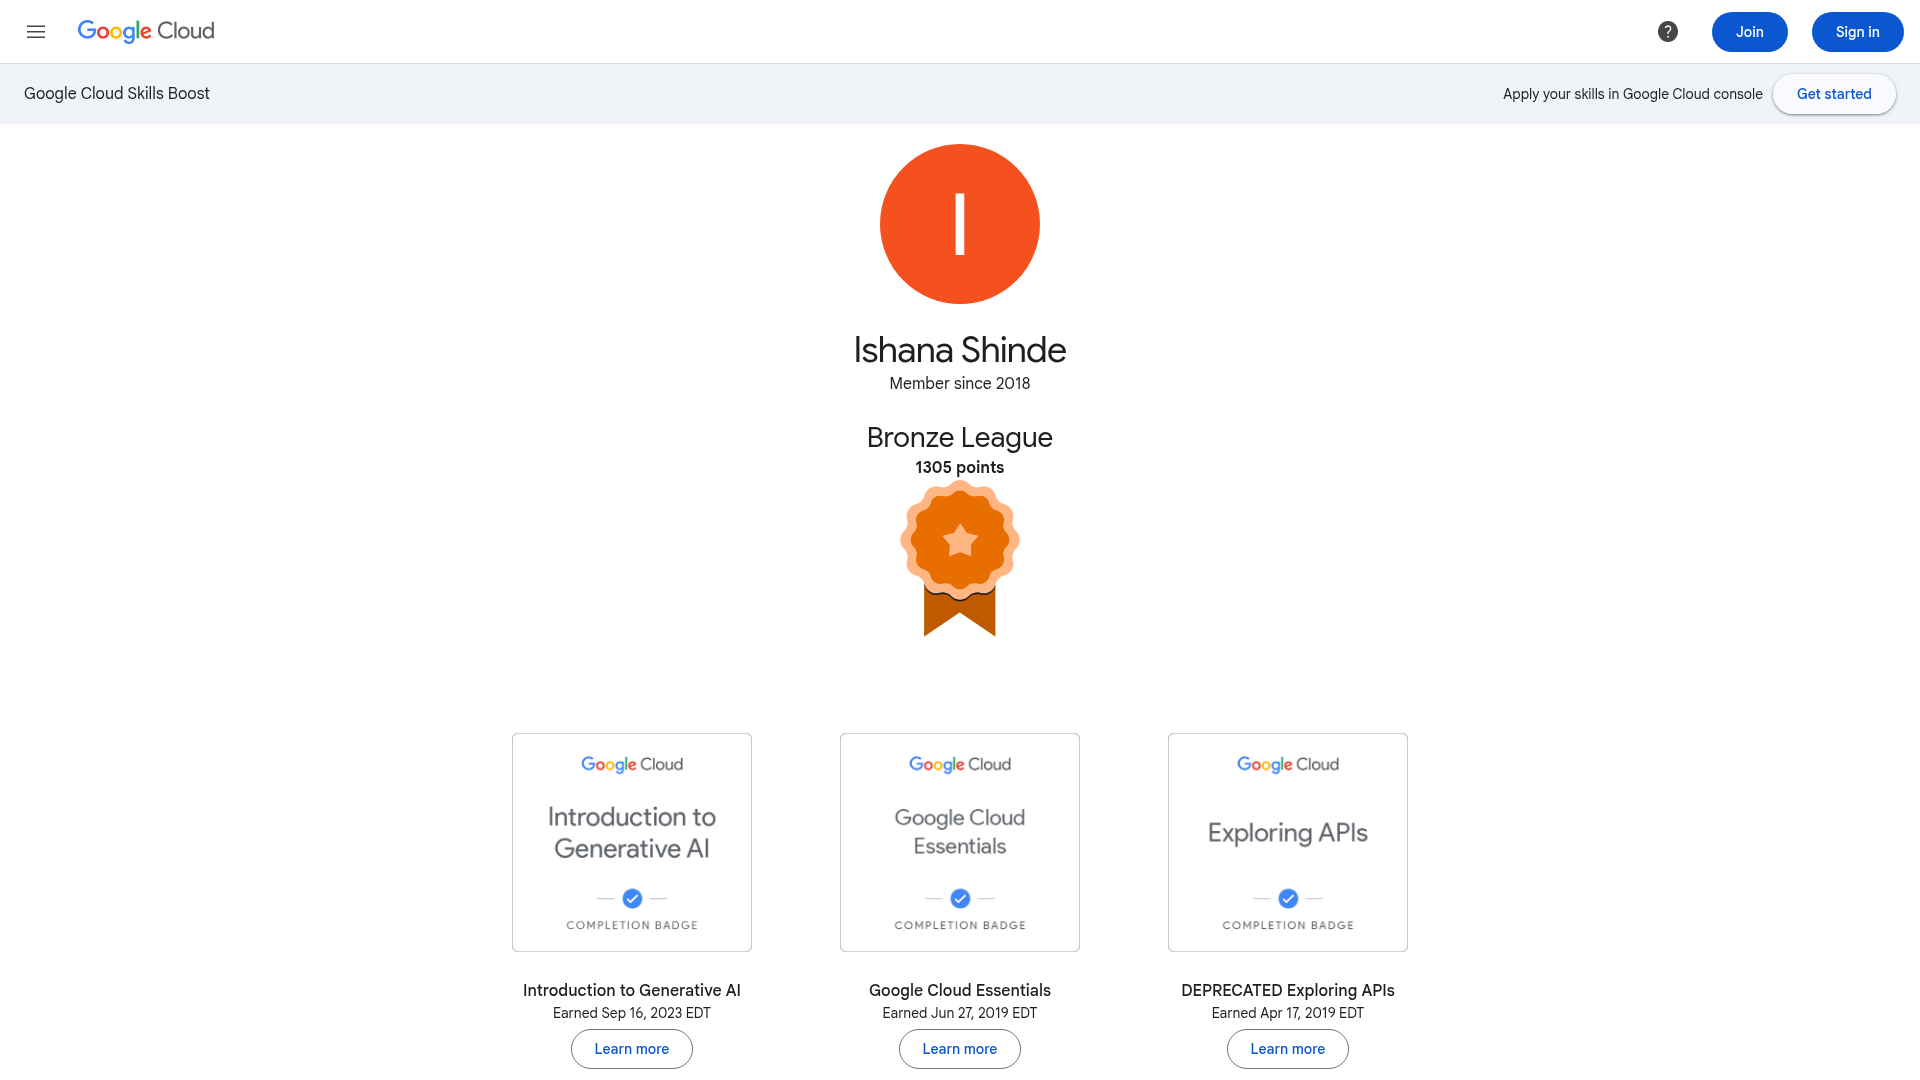 Google Cloud
?
Join
Sign in
Google Cloud Skills Boost
Apply your skills in Google Cloud console
Get started
I
Ishana Shinde
Member since 2018
Bronze League
1305 points
Google Cloud
Introduction to
Generative AI
COMPLETION BADGE
Introduction to Generative AI
Earned Sep 16, 2023 EDT
Learn more
Google Cloud
Google Cloud
Essentials
COMPLETION BADGE
Google Cloud Essentials
Earned Jun 27, 2019 EDT
Learn more
Google Cloud
Exploring APIs
COMPLETION BADGE
DEPRECATED Exploring APIs
Earned Apr 17, 2019 EDT
Learn more